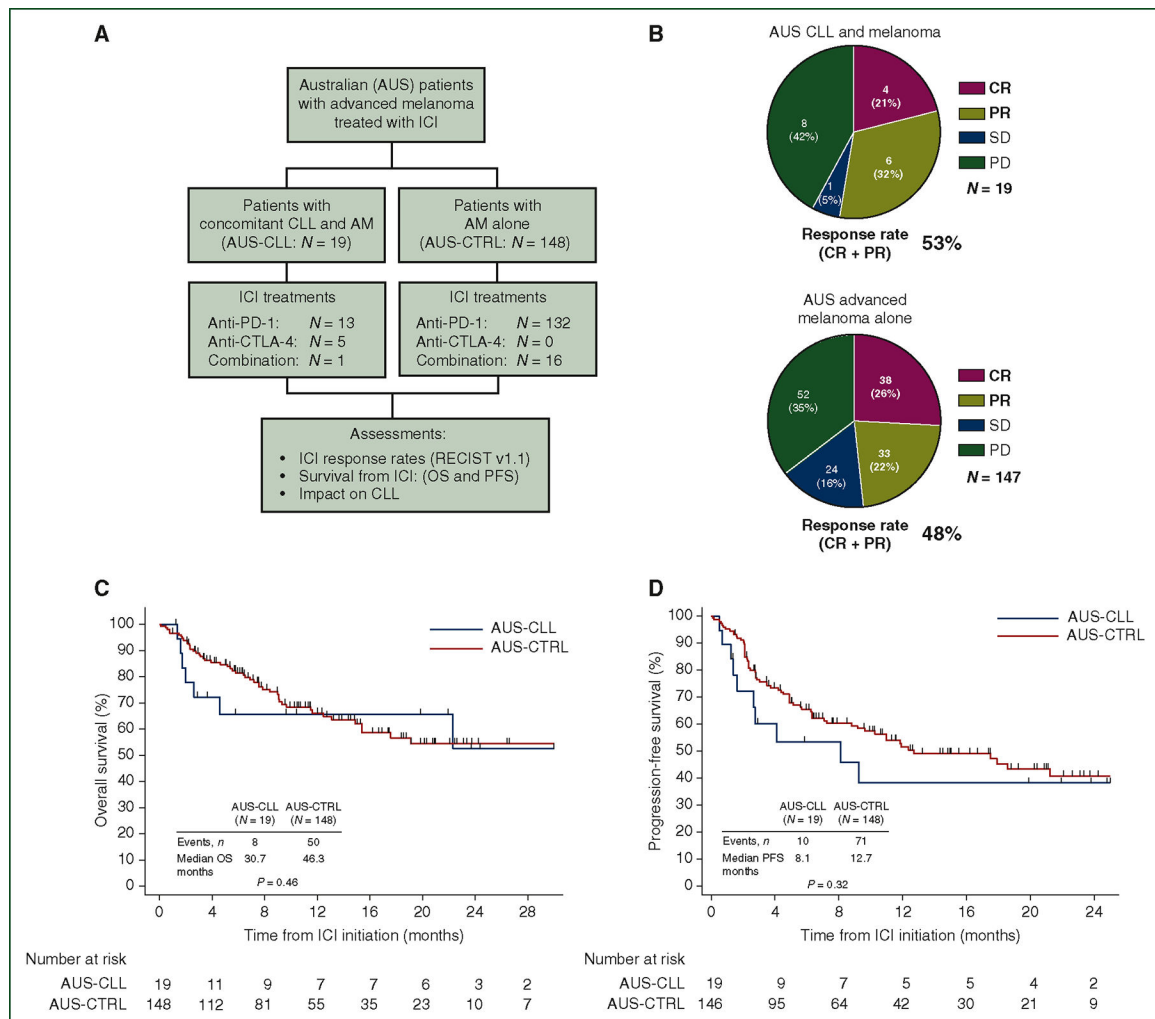 A
Australian (AUS) patients
with advanced melanoma
treated with ICI
Patients with
concomitant CLL and AM
(AUS-CLL: N = 19)
Patients with
AM alone
(AUS-CTRL: N = 148)
ICI treatments
Anti-PD-1: N = 13
Anti-CTLA-4: N = 5
Combination: N = 1
ICI treatments
Anti-PD-1: N = 132
Anti-CTLA-4: N = 0
Combination: N = 16
Assessments:
• ICI response rates (RECIST v1.1)
• Survival from ICI: (OS and PFS)
• Impact on CLL
B
AUS CLL and melanoma
4
(21%)
6
(32%)
1
(5%)
8
(42%)
CR
PR
SD
PD
N = 19
Response rate
(CR + PR)
53%
AUS advanced
melanoma alone
38
(26%)
33
(22%)
24
(16%)
52
(35%)
CR
PR
SD
PD
N = 147
Response rate
(CR + PR)
48%
C
Overall survival (%)
100
90
80
70
60
50
40
30
20
10
0
AUS-CLL
AUS-CTRL
AUS-CLL AUS-CTRL
(N = 19) (N = 148)
Events, n 8 50
Median OS 30.7 46.3
months
P = 0.46
0 4 8 12 16 20 24 28
Time from ICI initiation (months)
Number at risk
AUS-CLL 19 11 9 7 7 6 3 2
AUS-CTRL 148 112 81 55 35 23 10 7
D
Progression-free survival (%)
100
90
80
70
60
50
40
30
20
10
0
AUS-CLL
AUS-CTRL
AUS-CLL AUS-CTRL
(N = 19) (N = 148)
Events, n 10 71
Median PFS 8.1 12.7
months
P = 0.32
0 4 8 12 16 20 24
Time from ICI initiation (months)
Number at risk
AUS-CLL 19 9 7 5 5 4 2
AUS-CTRL 146 95 64 42 30 21 9